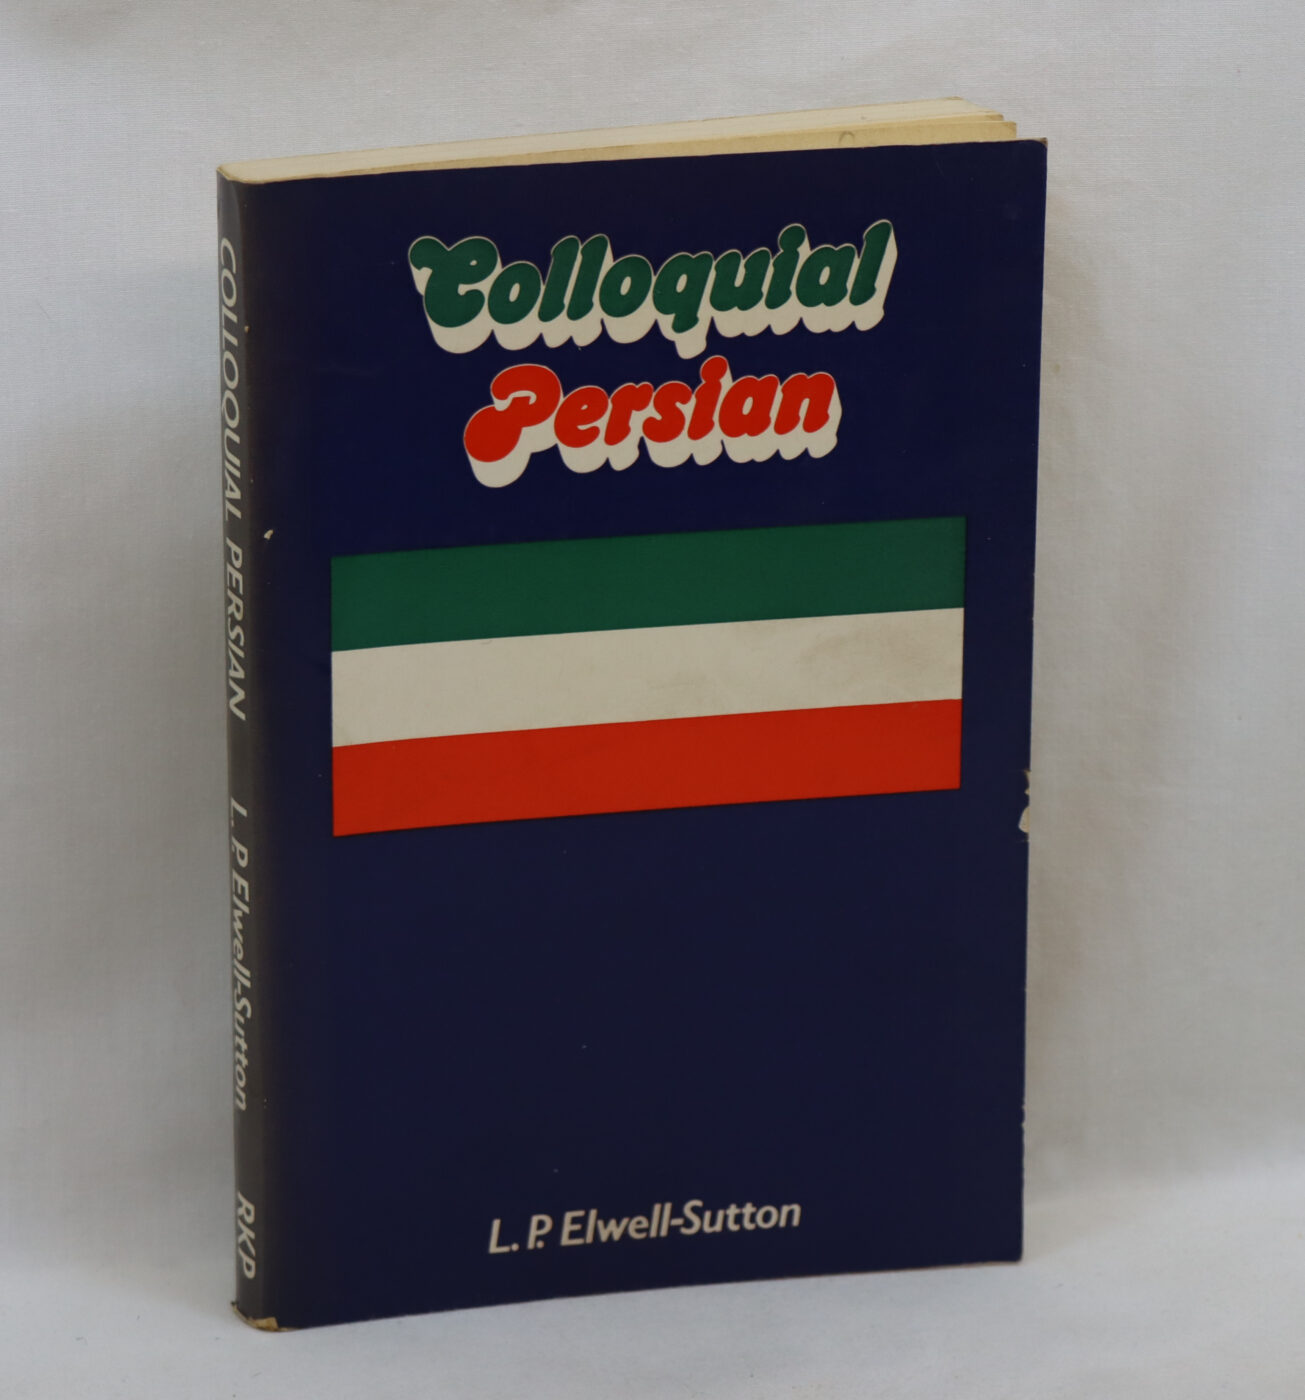 Colloquial
Persian
L. P. Elwell-Sutton
COLLOQUIAL PERSIAN L. P. Elwell-Sutton RKP